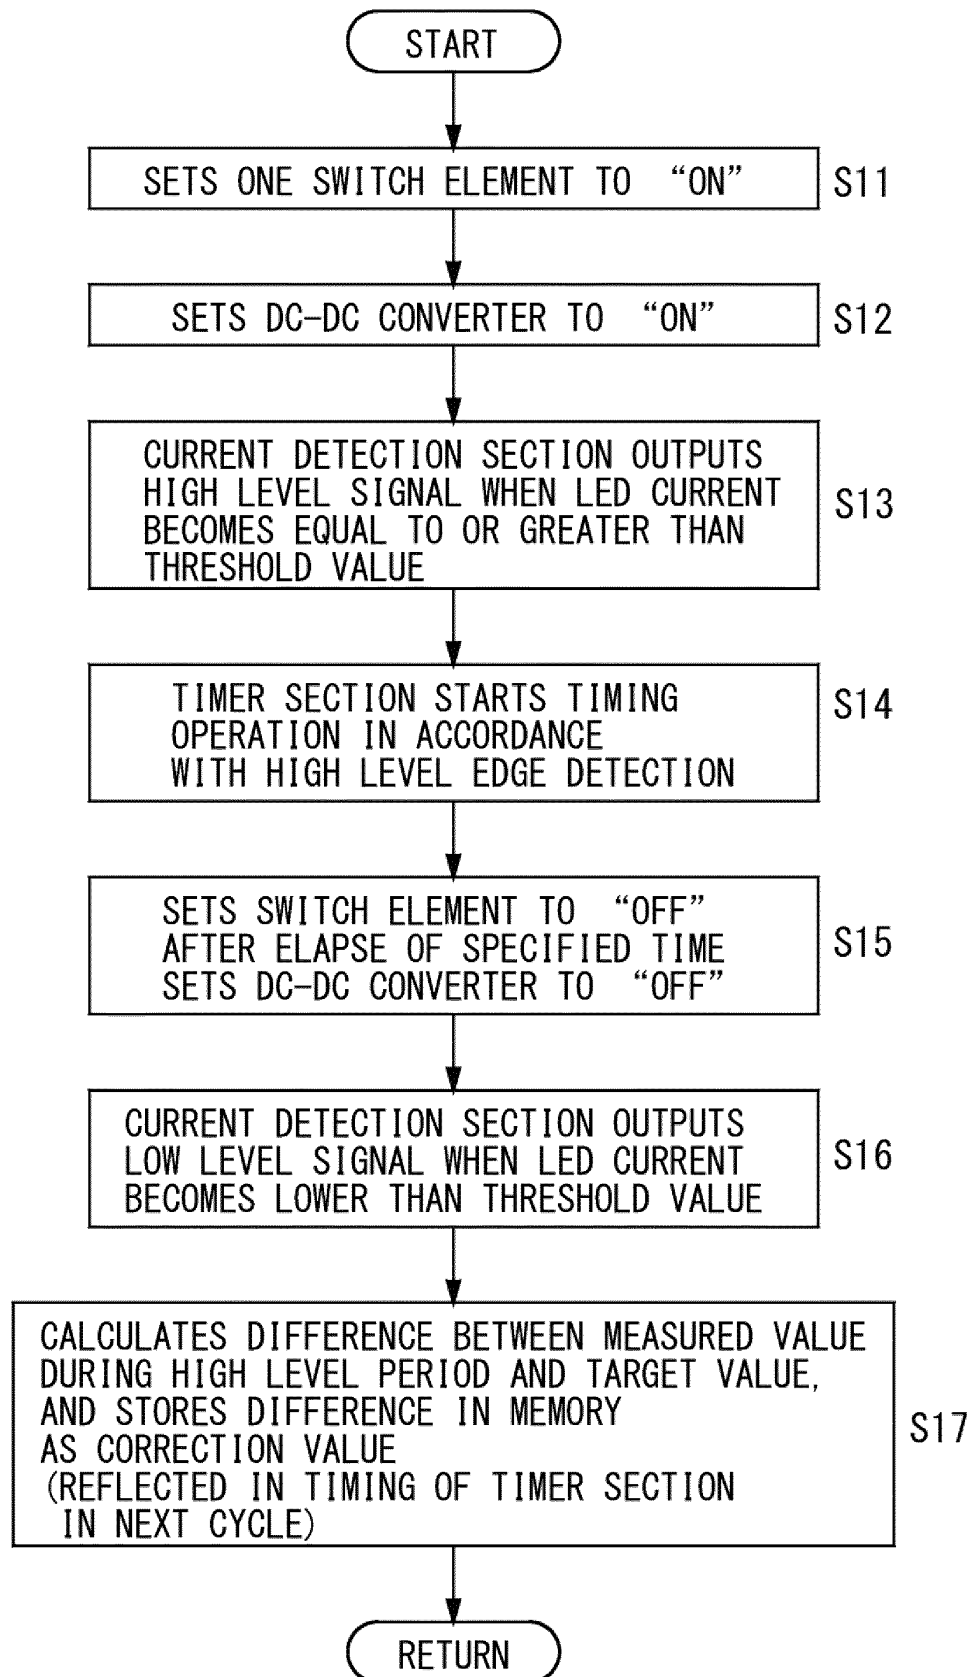 START
SETS ONE SWITCH ELEMENT TO “ON”
S11
SETS DC-DC CONVERTER TO “ON”
S12
CURRENT DETECTION SECTION OUTPUTS
HIGH LEVEL SIGNAL WHEN LED CURRENT
BECOMES EQUAL TO OR GREATER THAN
THRESHOLD VALUE
S13
TIMER SECTION STARTS TIMING
OPERATION IN ACCORDANCE
WITH HIGH LEVEL EDGE DETECTION
S14
SETS SWITCH ELEMENT TO “OFF”
AFTER ELAPSE OF SPECIFIED TIME
SETS DC-DC CONVERTER TO “OFF”
S15
CURRENT DETECTION SECTION OUTPUTS
LOW LEVEL SIGNAL WHEN LED CURRENT
BECOMES LOWER THAN THRESHOLD VALUE
S16
CALCULATES DIFFERENCE BETWEEN MEASURED VALUE
DURING HIGH LEVEL PERIOD AND TARGET VALUE,
AND STORES DIFFERENCE IN MEMORY
AS CORRECTION VALUE
(REFLECTED IN TIMING OF TIMER SECTION
IN NEXT CYCLE)
S17
RETURN